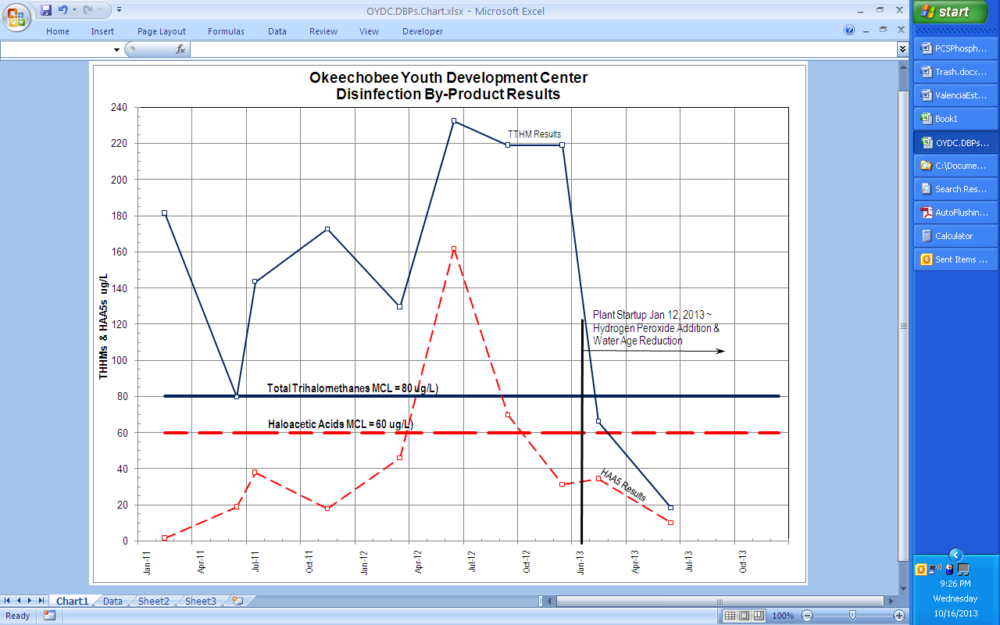 OYDC.DBPs.Chart.xlsx - Microsoft Excel
Home Insert Page Layout Formulas Data Review View Developer
fx
Okeechobee Youth Development Center
Disinfection By-Product Results
THHMs & HAA5s ug/L
240
220
200
180
160
140
120
100
80
60
40
20
0
TTHM Results
Plant Startup Jan 12, 2013 ~
Hydrogen Peroxide Addition &
Water Age Reduction
Total Trihalomethanes MCL = 80 ug/L)
Haloacetic Acids MCL = 60 ug/L)
HAA5 Results
Jan-11 Apr-11 Jul-11 Oct-11 Jan-12 Apr-12 Jul-12 Oct-12 Jan-13 Apr-13 Jul-13 Oct-13
Chart1 Data Sheet2 Sheet3
Ready
100%
start
PCSPhosph...
Trash.docx...
ValenciaEst...
Book1
OYDC.DBPs...
C:\Docume...
Search Res...
AutoFlushin...
Calculator
Sent Items ...
9:26 PM
Wednesday
10/16/2013